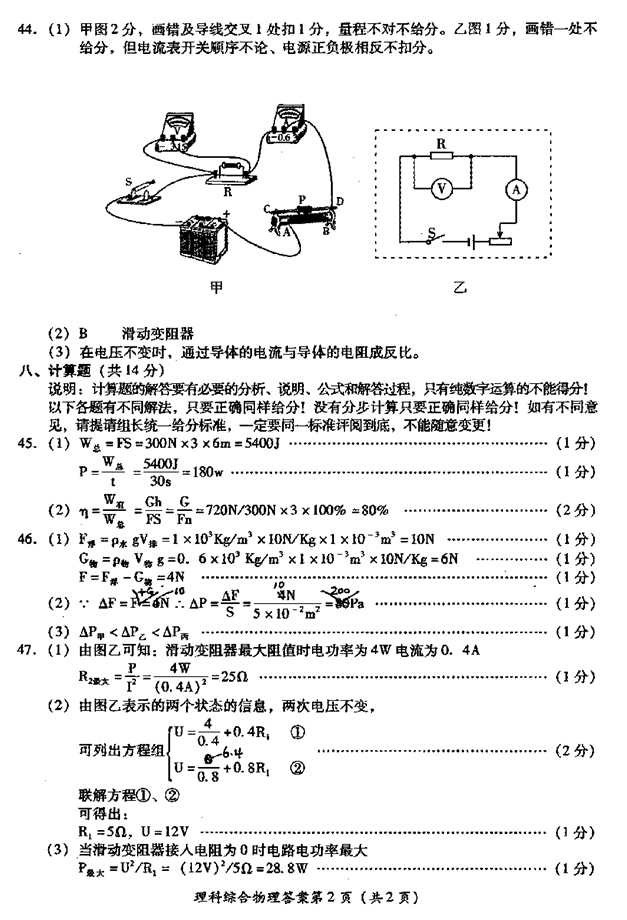 44. (1) 甲图2分，画错及导线交叉1处扣1分，量程不对不给分。乙图1分，画错一处不
给分，但电流表开关顺序不论、电源正负极相反不扣分。
V
3 15
A
-0.6 3
S
R
C
P
D
A
B
−
+
R
V
A
S
甲
乙
(2) B 滑动变阻器
(3) 在电压不变时，通过导体的电流与导体的电阻成反比。
八、计算题（共14分）
说明：计算题的解答要有必要的分析、说明、公式和解答过程，只有纯数字运算的不能得分！
以下各题有不同解法，只要正确同样给分！没有分步计算只要正确同样给分！如有不同意
见，请提请组长统一给分标准，一定要同一标准评阅到底，不能随意变更！
45. (1) W总=FS=300N×3×6m=5400J ……………… (1分)
P=W总/t=5400J/30s=180w ……………… (1分)
(2) η=W有/W总=Gh/FS=G/Fn=720N/300N×3×100%=80% ……………… (2分)
46. (1) F浮=ρ水gV排=1×10³Kg/m³×10N/Kg×1×10⁻³m³=10N ……………… (1分)
G物=ρ物V物g=0.6×10³Kg/m³×1×10⁻³m³×10N/Kg=6N ……………… (1分)
F=F浮−G物=4N ……………… (1分)
(2) ∵ ΔF=F+G=10 ∴ ΔP=ΔF/S=10N/5×10⁻²m²=200Pa ……………… (1分)
(3) ΔP甲<ΔP乙<ΔP丙 ……………… (1分)
47. (1) 由图乙可知：滑动变阻器最大阻值时电功率为4W电流为0.4A
R2最大=P/I²=4W/(0.4A)²=25Ω ……………… (1分)
(2) 由图乙表示的两个状态的信息，两次电压不变，
可列出方程组
U=4/0.4+0.4R₁ ①
……………… (2分)
U=6.4/0.8+0.8R₁ ②
联解方程①、②
可得出：
R₁=5Ω，U=12V ……………… (1分)
(3) 当滑动变阻器接入电阻为0时电路电功率最大
P最大=U²/R₁=(12V)²/5Ω=28.8W ……………… (1分)
理科综合物理答案第2页（共2页）